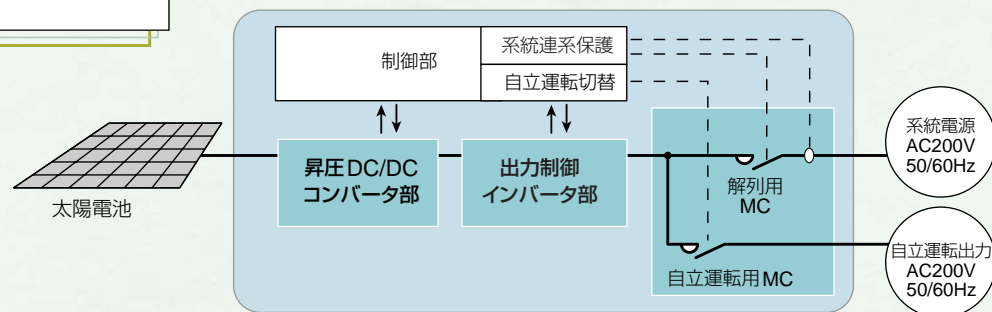 制御部
系統連系保護
自立運転切替
太陽電池
昇圧DC/DC
コンバータ部
出力制御
インバータ部
解列用
MC
自立運転用MC
系統電源
AC200V
50/60Hz
自立運転出力
AC200V
50/60Hz